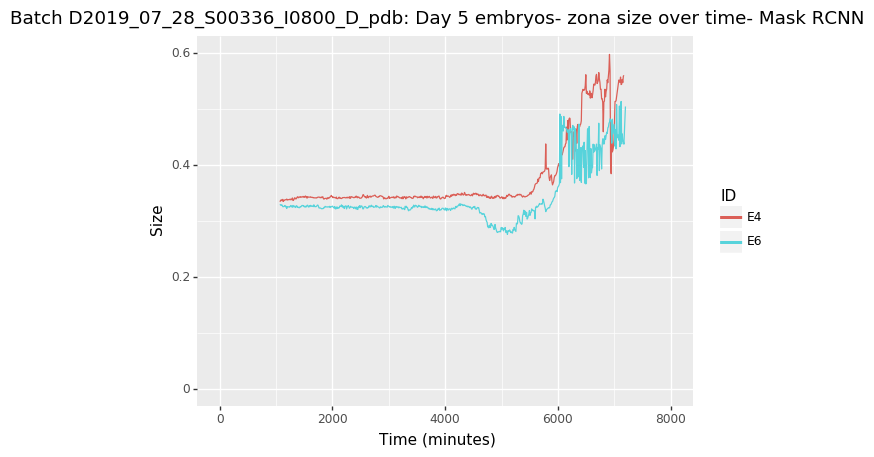 Batch D2019_07_28_S00336_I0800_D_pdb: Day 5 embryos- zona size over time- Mask RCNN
0.6
0.4
0.2
0
Size
0
2000
4000
6000
8000
Time (minutes)
ID
E4
E6